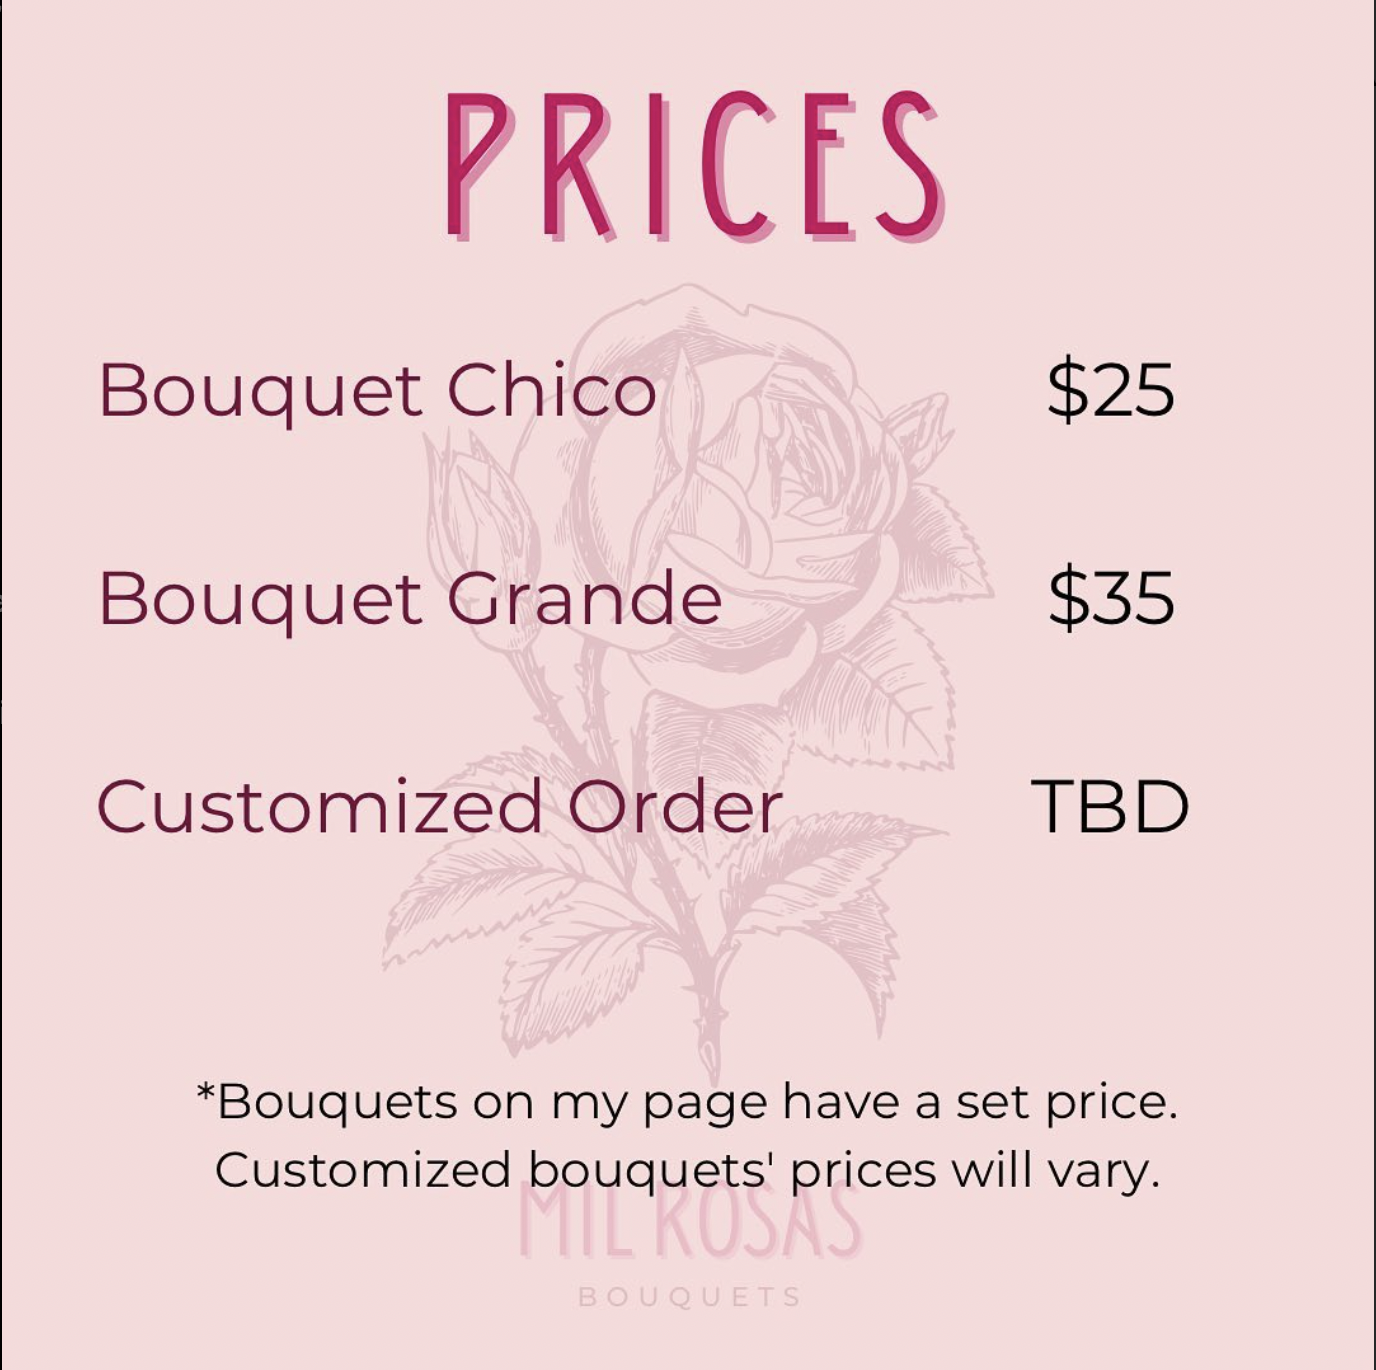 PRICES
Bouquet Chico $25
Bouquet Grande $35
Customized Order TBD
*Bouquets on my page have a set price.
Customized bouquets' prices will vary.
MIL ROSAS
BOUQUETS